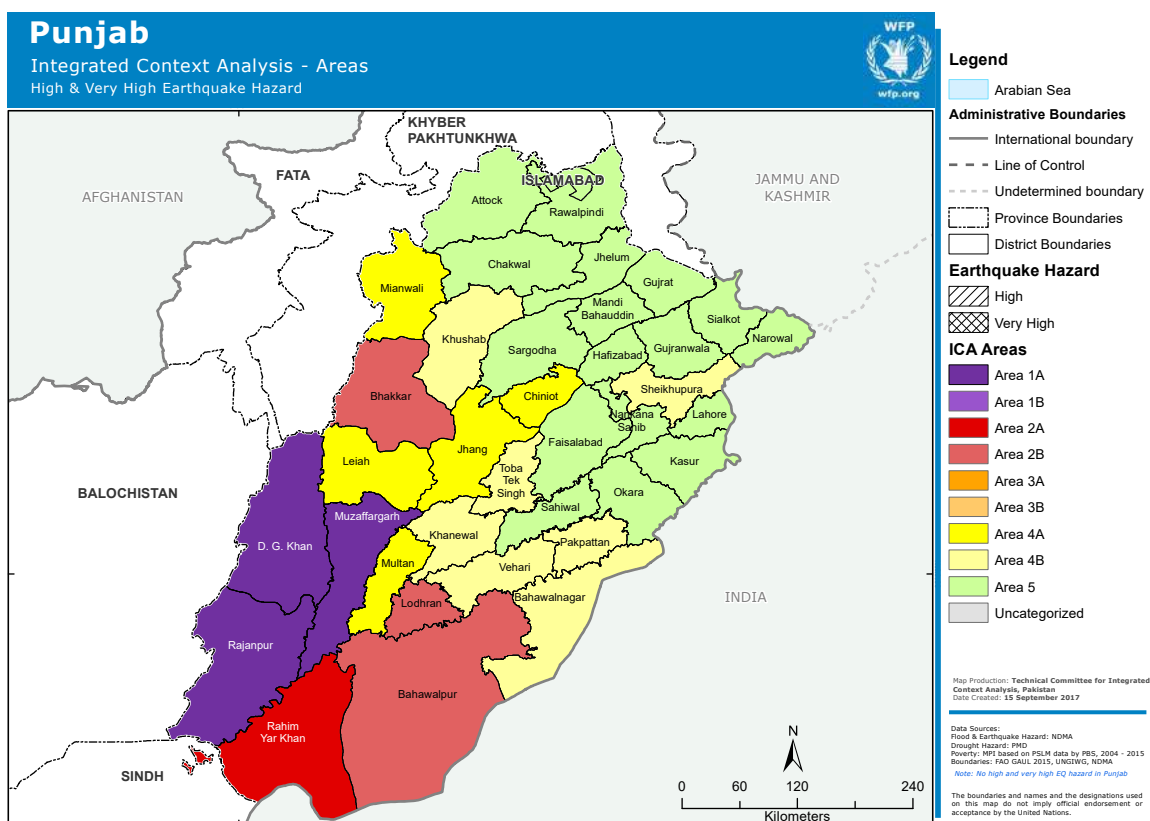 Punjab
Integrated Context Analysis - Areas
High & Very High Earthquake Hazard
WFP
wfp.org
KHYBER
PAKHTUNKHWA
FATA
ISLAMABAD
AFGHANISTAN
JAMMU AND
KASHMIR
Attock
Rawalpindi
Chakwal
Jhelum
Mianwali
Gujrat
Mandi
Bahauddin
Sialkot
Khushab
Narowal
Sargodha
Hafizabad
Gujranwala
Bhakkar
Chiniot
Sheikhupura
Nankana
Sahib
Lahore
Faisalabad
Jhang
Leiah
Toba
Tek
Singh
Kasur
Okara
BALOCHISTAN
Muzaffargarh
Sahiwal
D. G. Khan
Khanewal
Pakpattan
Multan
Vehari
Lodhran
Bahawalnagar
INDIA
Rajanpur
Bahawalpur
Rahim
Yar Khan
SINDH
N
0 60 120 240
Kilometers
Legend
Arabian Sea
Administrative Boundaries
International boundary
Line of Control
Undetermined boundary
Province Boundaries
District Boundaries
Earthquake Hazard
High
Very High
ICA Areas
Area 1A
Area 1B
Area 2A
Area 2B
Area 3A
Area 3B
Area 4A
Area 4B
Area 5
Uncategorized
Map Production: Technical Committee for Integrated
Context Analysis, Pakistan
Date Created: 15 September 2017
Data Sources:
Flood & Earthquake Hazard: NDMA
Drought Hazard: PMD
Poverty: MPI based on PSLM data by PBS, 2004 - 2015
Boundaries: FAO GAUL 2015, UNGIWG, NDMA
Note: No high and very high EQ hazard in Punjab
The boundaries and names and the designations used
on this map do not imply official endorsement or
acceptance by the United Nations.